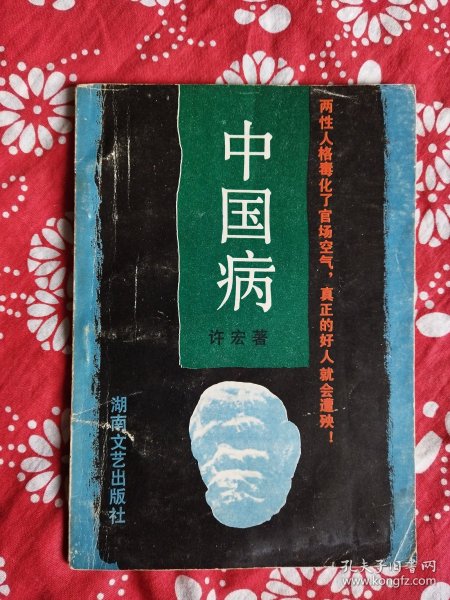 中国病
许宏著
两性人格毒化了官场空气，真正的好人就会遭殃！
湖南文艺出版社
孔夫子旧书网
www.kongfz.com